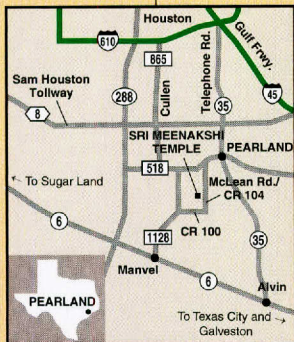 Houston
610
865
Gulf Frwy.
Telephone Rd.
Cullen
Sam Houston
Tollway
288
45
8
35
SRI MEENAKSHI
TEMPLE
PEARLAND
518
To Sugar Land
McLean Rd./
CR 104
6
CR 100
1128
35
Manvel
6
Alvin
PEARLAND
To Texas City and
Galveston